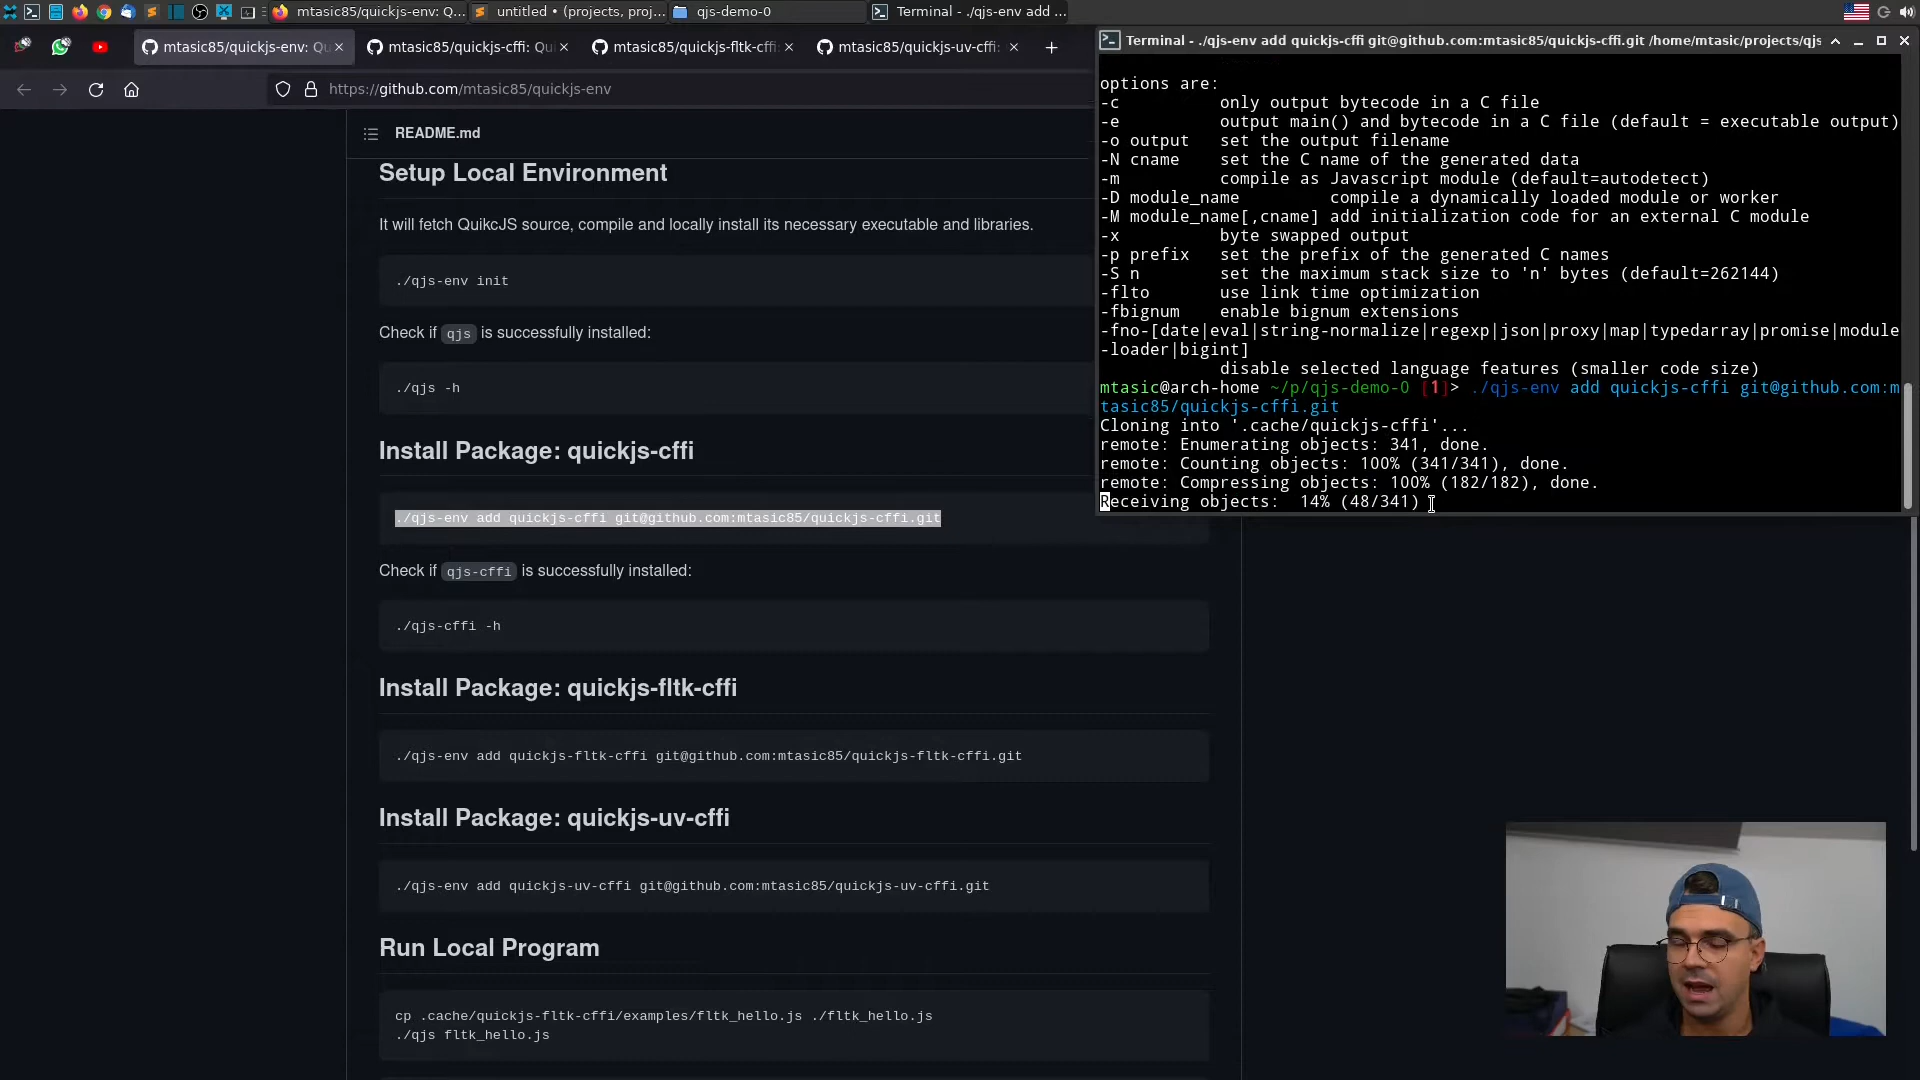 mtasic85/quickjs-env: Q...
untitled • (projects, proj...
qjs-demo-0
Terminal - ./qjs-env add ...
mtasic85/quickjs-env: Qu
mtasic85/quickjs-cffi: Qui
mtasic85/quickjs-fltk-cffi:
mtasic85/quickjs-uv-cffi:
https://github.com/mtasic85/quickjs-env
README.md
Setup Local Environment
It will fetch QuikcJS source, compile and locally install its necessary executable and libraries.
./qjs-env init
Check if qjs is successfully installed:
./qjs -h
Install Package: quickjs-cffi
./qjs-env add quickjs-cffi git@github.com:mtasic85/quickjs-cffi.git
Check if qjs-cffi is successfully installed:
./qjs-cffi -h
Install Package: quickjs-fltk-cffi
./qjs-env add quickjs-fltk-cffi git@github.com:mtasic85/quickjs-fltk-cffi.git
Install Package: quickjs-uv-cffi
./qjs-env add quickjs-uv-cffi git@github.com:mtasic85/quickjs-uv-cffi.git
Run Local Program
cp .cache/quickjs-fltk-cffi/examples/fltk_hello.js ./fltk_hello.js
./qjs fltk_hello.js
Terminal - ./qjs-env add quickjs-cffi git@github.com:mtasic85/quickjs-cffi.git /home/mtasic/projects/qjs
options are:
-c only output bytecode in a C file
-e output main() and bytecode in a C file (default = executable output)
-o output set the output filename
-N cname set the C name of the generated data
-m compile as Javascript module (default=autodetect)
-D module_name compile a dynamically loaded module or worker
-M module_name[,cname] add initialization code for an external C module
-x byte swapped output
-p prefix set the prefix of the generated C names
-S n set the maximum stack size to 'n' bytes (default=262144)
-flto use link time optimization
-fbignum enable bignum extensions
-fno-[date|eval|string-normalize|regexp|json|proxy|map|typedarray|promise|module
-loader|bigint]
disable selected language features (smaller code size)
mtasic@arch-home ~/p/qjs-demo-0 [1]> ./qjs-env add quickjs-cffi git@github.com:m
tasic85/quickjs-cffi.git
Cloning into '.cache/quickjs-cffi'...
remote: Enumerating objects: 341, done.
remote: Counting objects: 100% (341/341), done.
remote: Compressing objects: 100% (182/182), done.
Receiving objects: 14% (48/341)